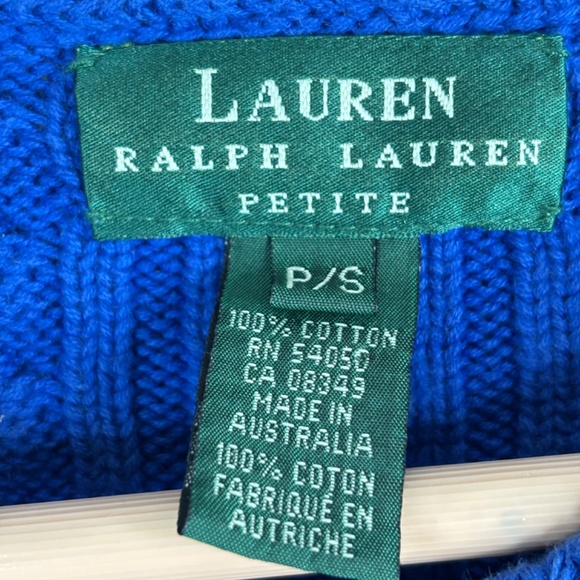 LAUREN
RALPH LAUREN
PETITE
P/S
100% COTTON
RN 54050
CA 08349
MADE IN
AUSTRALIA
100% COTON
FABRIQUÉ EN
AUTRICHE